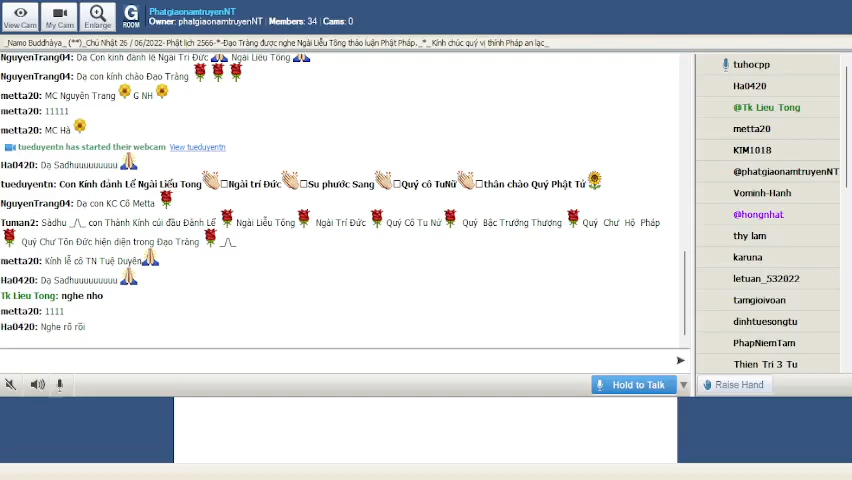 View Cam
My Cam
Enlarge
G
ROOM
PhatgiaonamtruyenNT
Owner: phatgiaonamtruyenNT | Members: 34 | Cams: 0
_Namo Buddhàya_ (**)_Chủ Nhật 26 / 06/2022- Phật lịch 2566-*-Đạo Tràng được nghe Ngài Liễu Tông thảo luận Phật Pháp. _*_ Kính chúc quý vị thính Pháp an lạc_
NguyenTrang04: Dạ Con kính đảnh lễ Ngài Trí Đức Ngài Liễu Tông
NguyenTrang04: Dạ con kính chào Đạo Tràng
metta20: MC Nguyên Trang G NH
metta20: 11111
metta20: MC Hà
tueduyentn has started their webcam View tueduyentn
Ha0420: Dạ Sadhuuuuuuuuu
tueduyentn: Con Kính đảnh Lể Ngài Liểu Tong Ngài trí Đức Su phước Sang Quý cô TuNữ thân chào Quý Phật Tử
NguyenTrang04: Dạ con KC Cô Metta
Tuman2: Sàdhu _/\_ con Thành Kính cúi đầu Đảnh Lể Ngài Liễu Tông Ngài Trí Đức Quý Cô Tu Nữ Quý Bậc Trưởng Thượng Quý Chư Hộ Pháp
Quý Chư Tôn Đức hiện diện trong Đạo Tràng _/\_
metta20: Kính lễ cô TN Tuệ Duyên
Ha0420: Dạ Sadhuuuuuuuuu
Tk Lieu Tong: nghe nho
metta20: 1111
Ha0420: Nghe rõ rồi
Hold to Talk
tuhocpp
Ha0420
@Tk Lieu Tong
metta20
KIM1018
@phatgiaonamtruyenNT
Vominh-Hanh
@hongnhat
thy lam
karuna
letuan_532022
tamgioivoan
dinhtuesongtu
PhapNiemTam
Thien Tri 3 Tu
Raise Hand